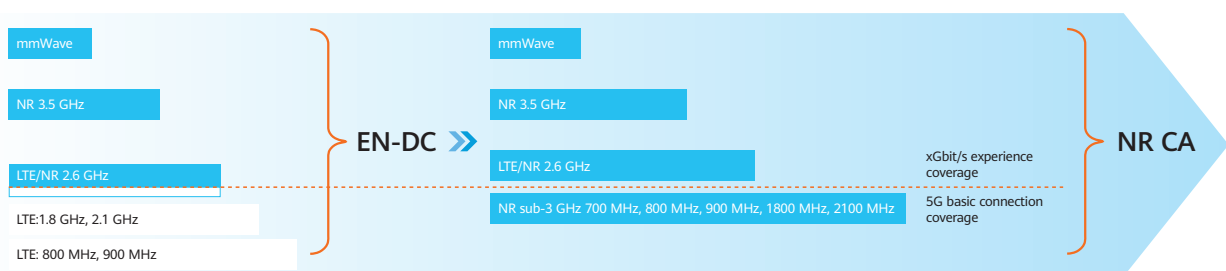 mmWave
NR 3.5 GHz
LTE/NR 2.6 GHz
LTE:1.8 GHz, 2.1 GHz
LTE: 800 MHz, 900 MHz
EN-DC
mmWave
NR 3.5 GHz
LTE/NR 2.6 GHz
NR sub-3 GHz 700 MHz, 800 MHz, 900 MHz, 1800 MHz, 2100 MHz
xGbit/s experience
coverage
5G basic connection
coverage
NR CA